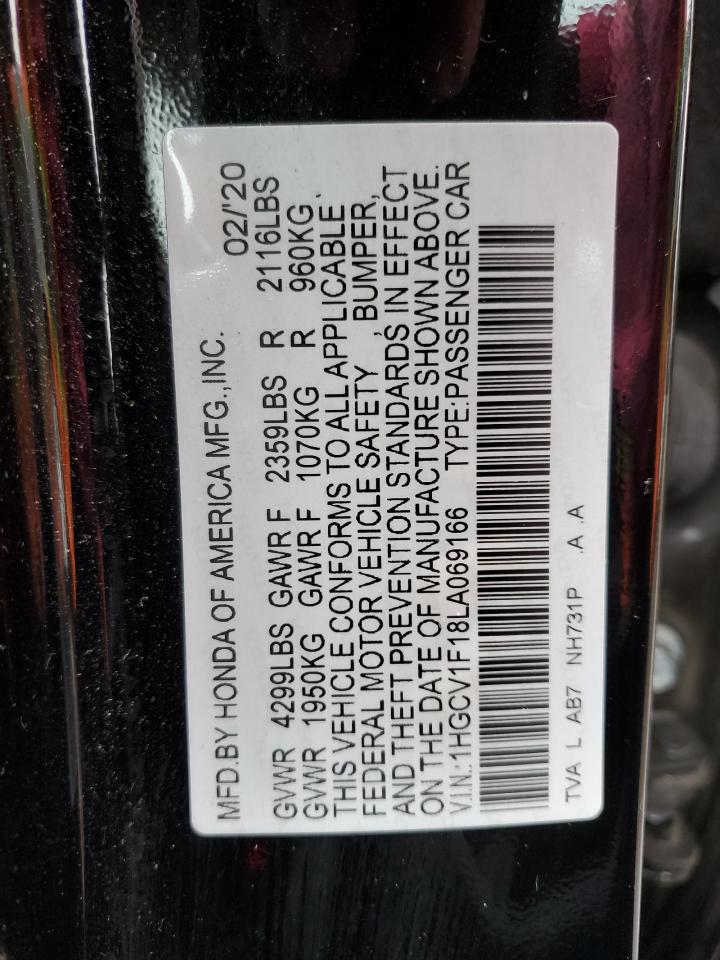 MFD.BY HONDA OF AMERICA MFG.,INC. 02/'20
GVWR 4299LBS GAWR F 2359LBS R 2116LBS
GVWR 1950KG GAWR F 1070KG R 960KG
THIS VEHICLE CONFORMS TO ALL APPLICABLE
FEDERAL MOTOR VEHICLE SAFETY , BUMPER,
AND THEFT PREVENTION STANDARDS IN EFFECT
ON THE DATE OF MANUFACTURE SHOWN ABOVE.
V.I.N.:1HGCV1F18LA069166 TYPE:PASSENGER CAR
TVA L AB7 NH731P .A .A